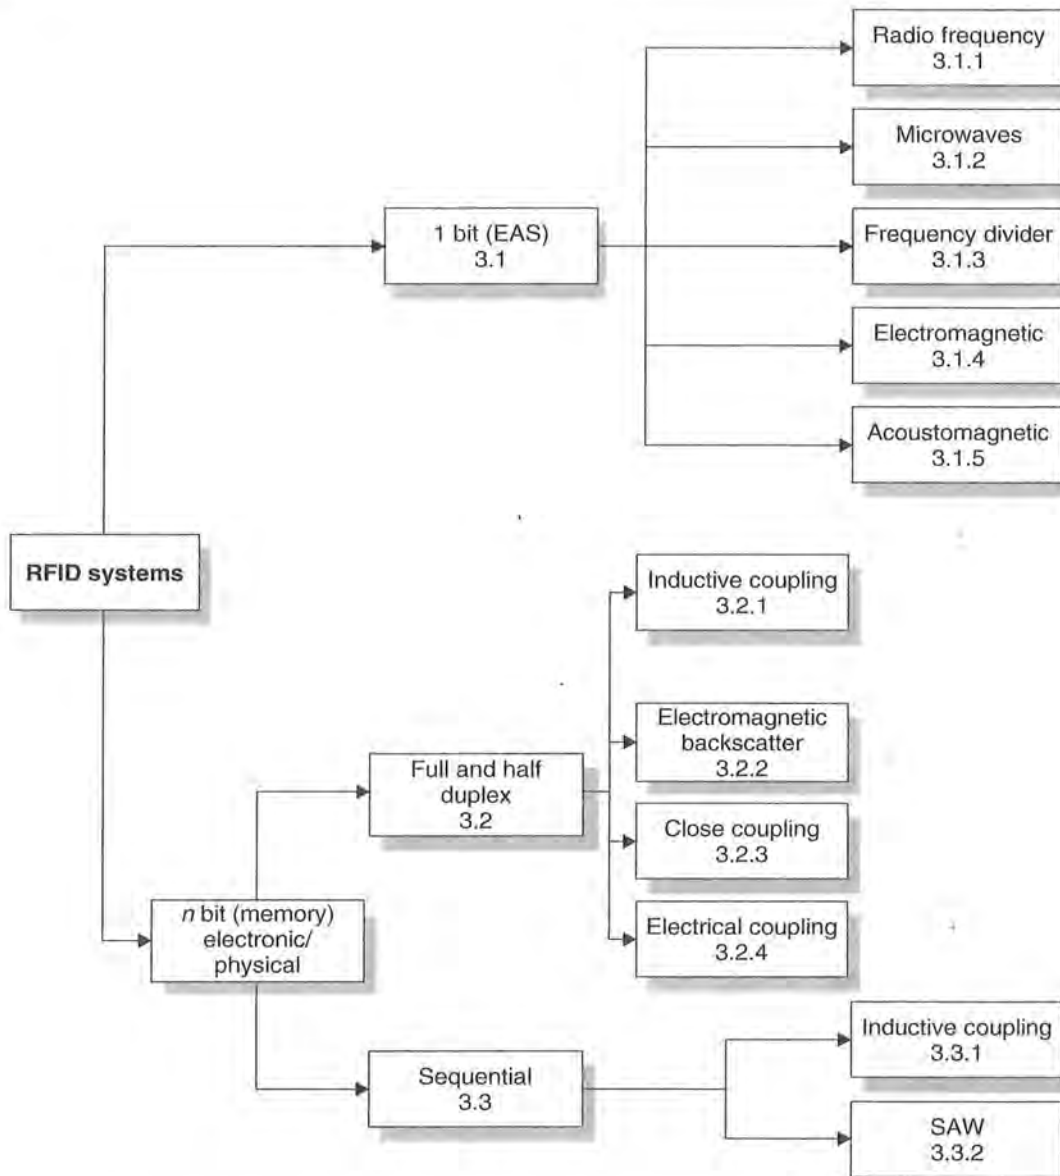 Radio frequency
3.1.1
Microwaves
3.1.2
1 bit (EAS)
3.1
Frequency divider
3.1.3
Electromagnetic
3.1.4
Acoustomagnetic
3.1.5
RFID systems
Inductive coupling
3.2.1
Electromagnetic
backscatter
3.2.2
Full and half
duplex
3.2
Close coupling
3.2.3
n bit (memory)
electronic/
physical
Electrical coupling
3.2.4
Inductive coupling
3.3.1
Sequential
3.3
SAW
3.3.2